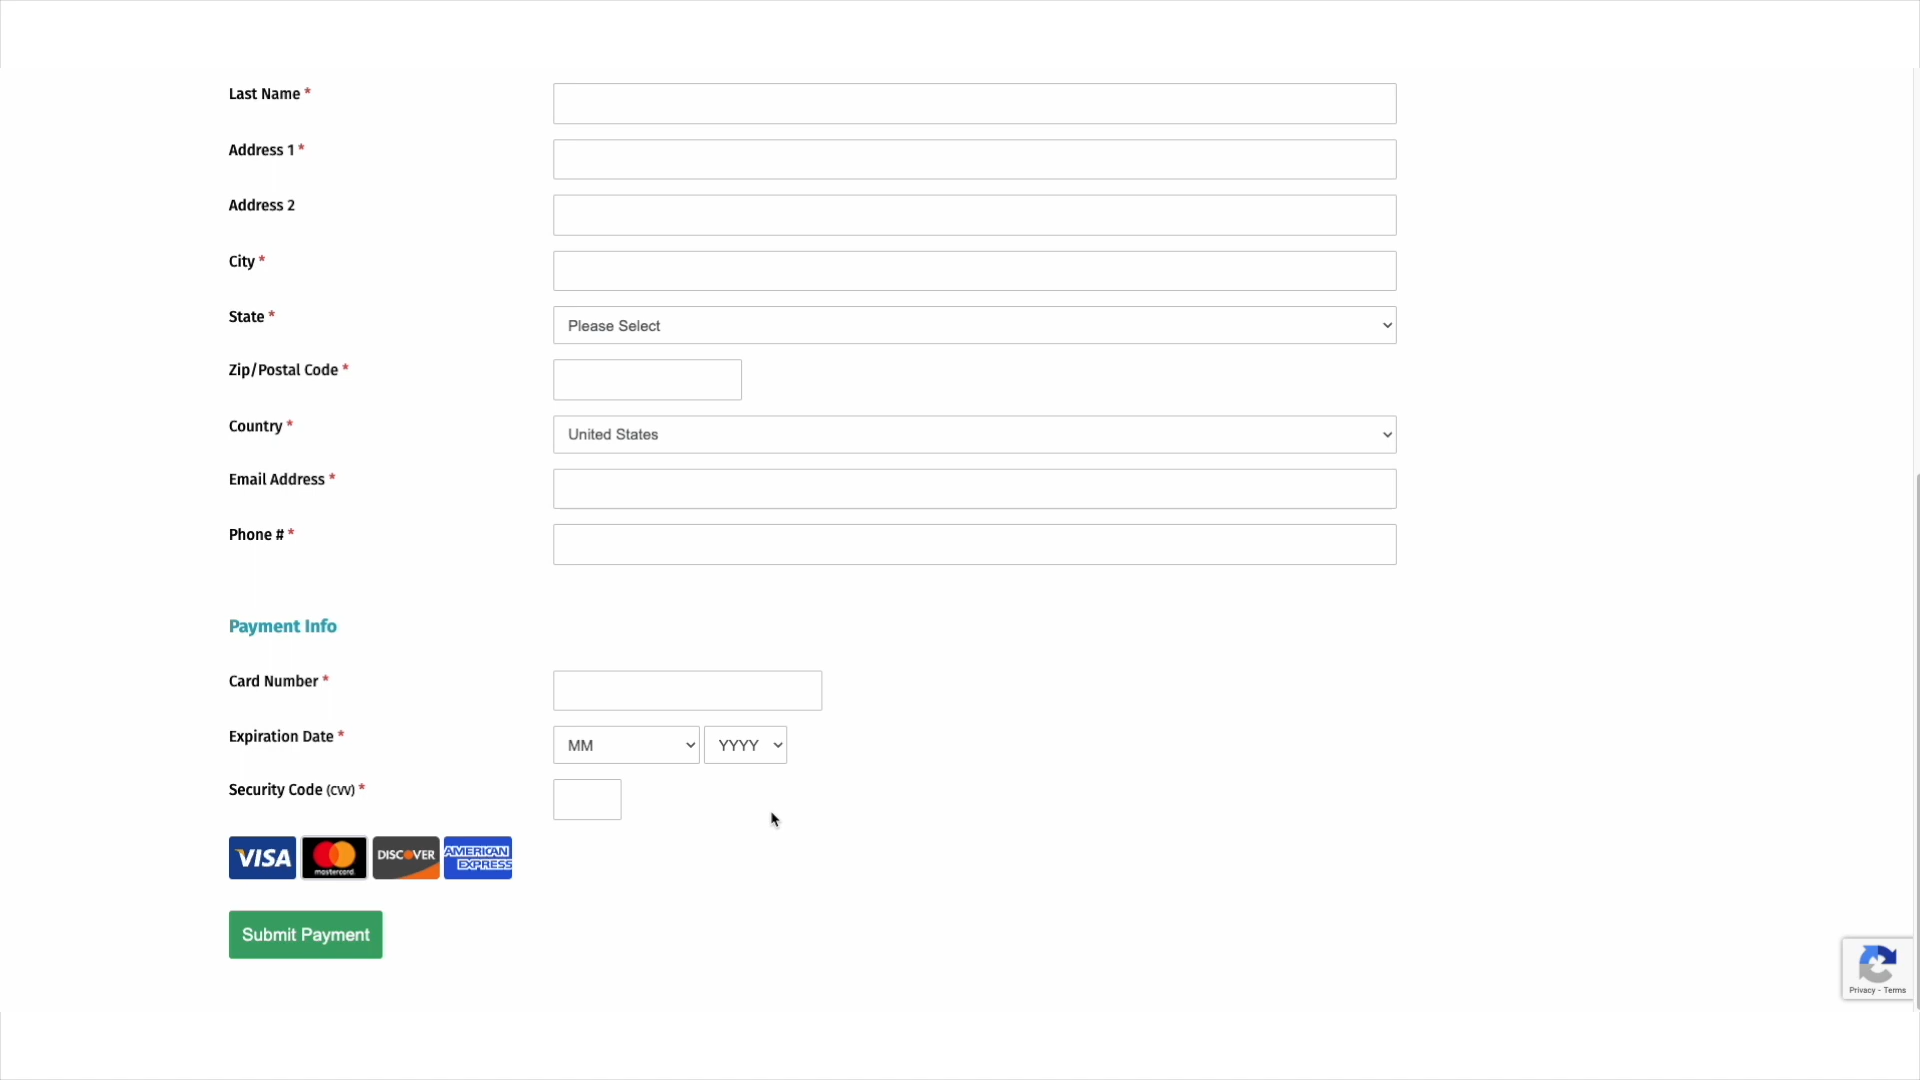 Last Name *
Address 1 *
Address 2
City *
State *
Please Select
Zip/Postal Code *
Country *
United States
Email Address *
Phone # *
Payment Info
Card Number *
Expiration Date *
MM
YYYY
Security Code (CVV) *
VISA
mastercard.
DISCOVER
AMERICAN
EXPRESS
Submit Payment
Privacy - Terms